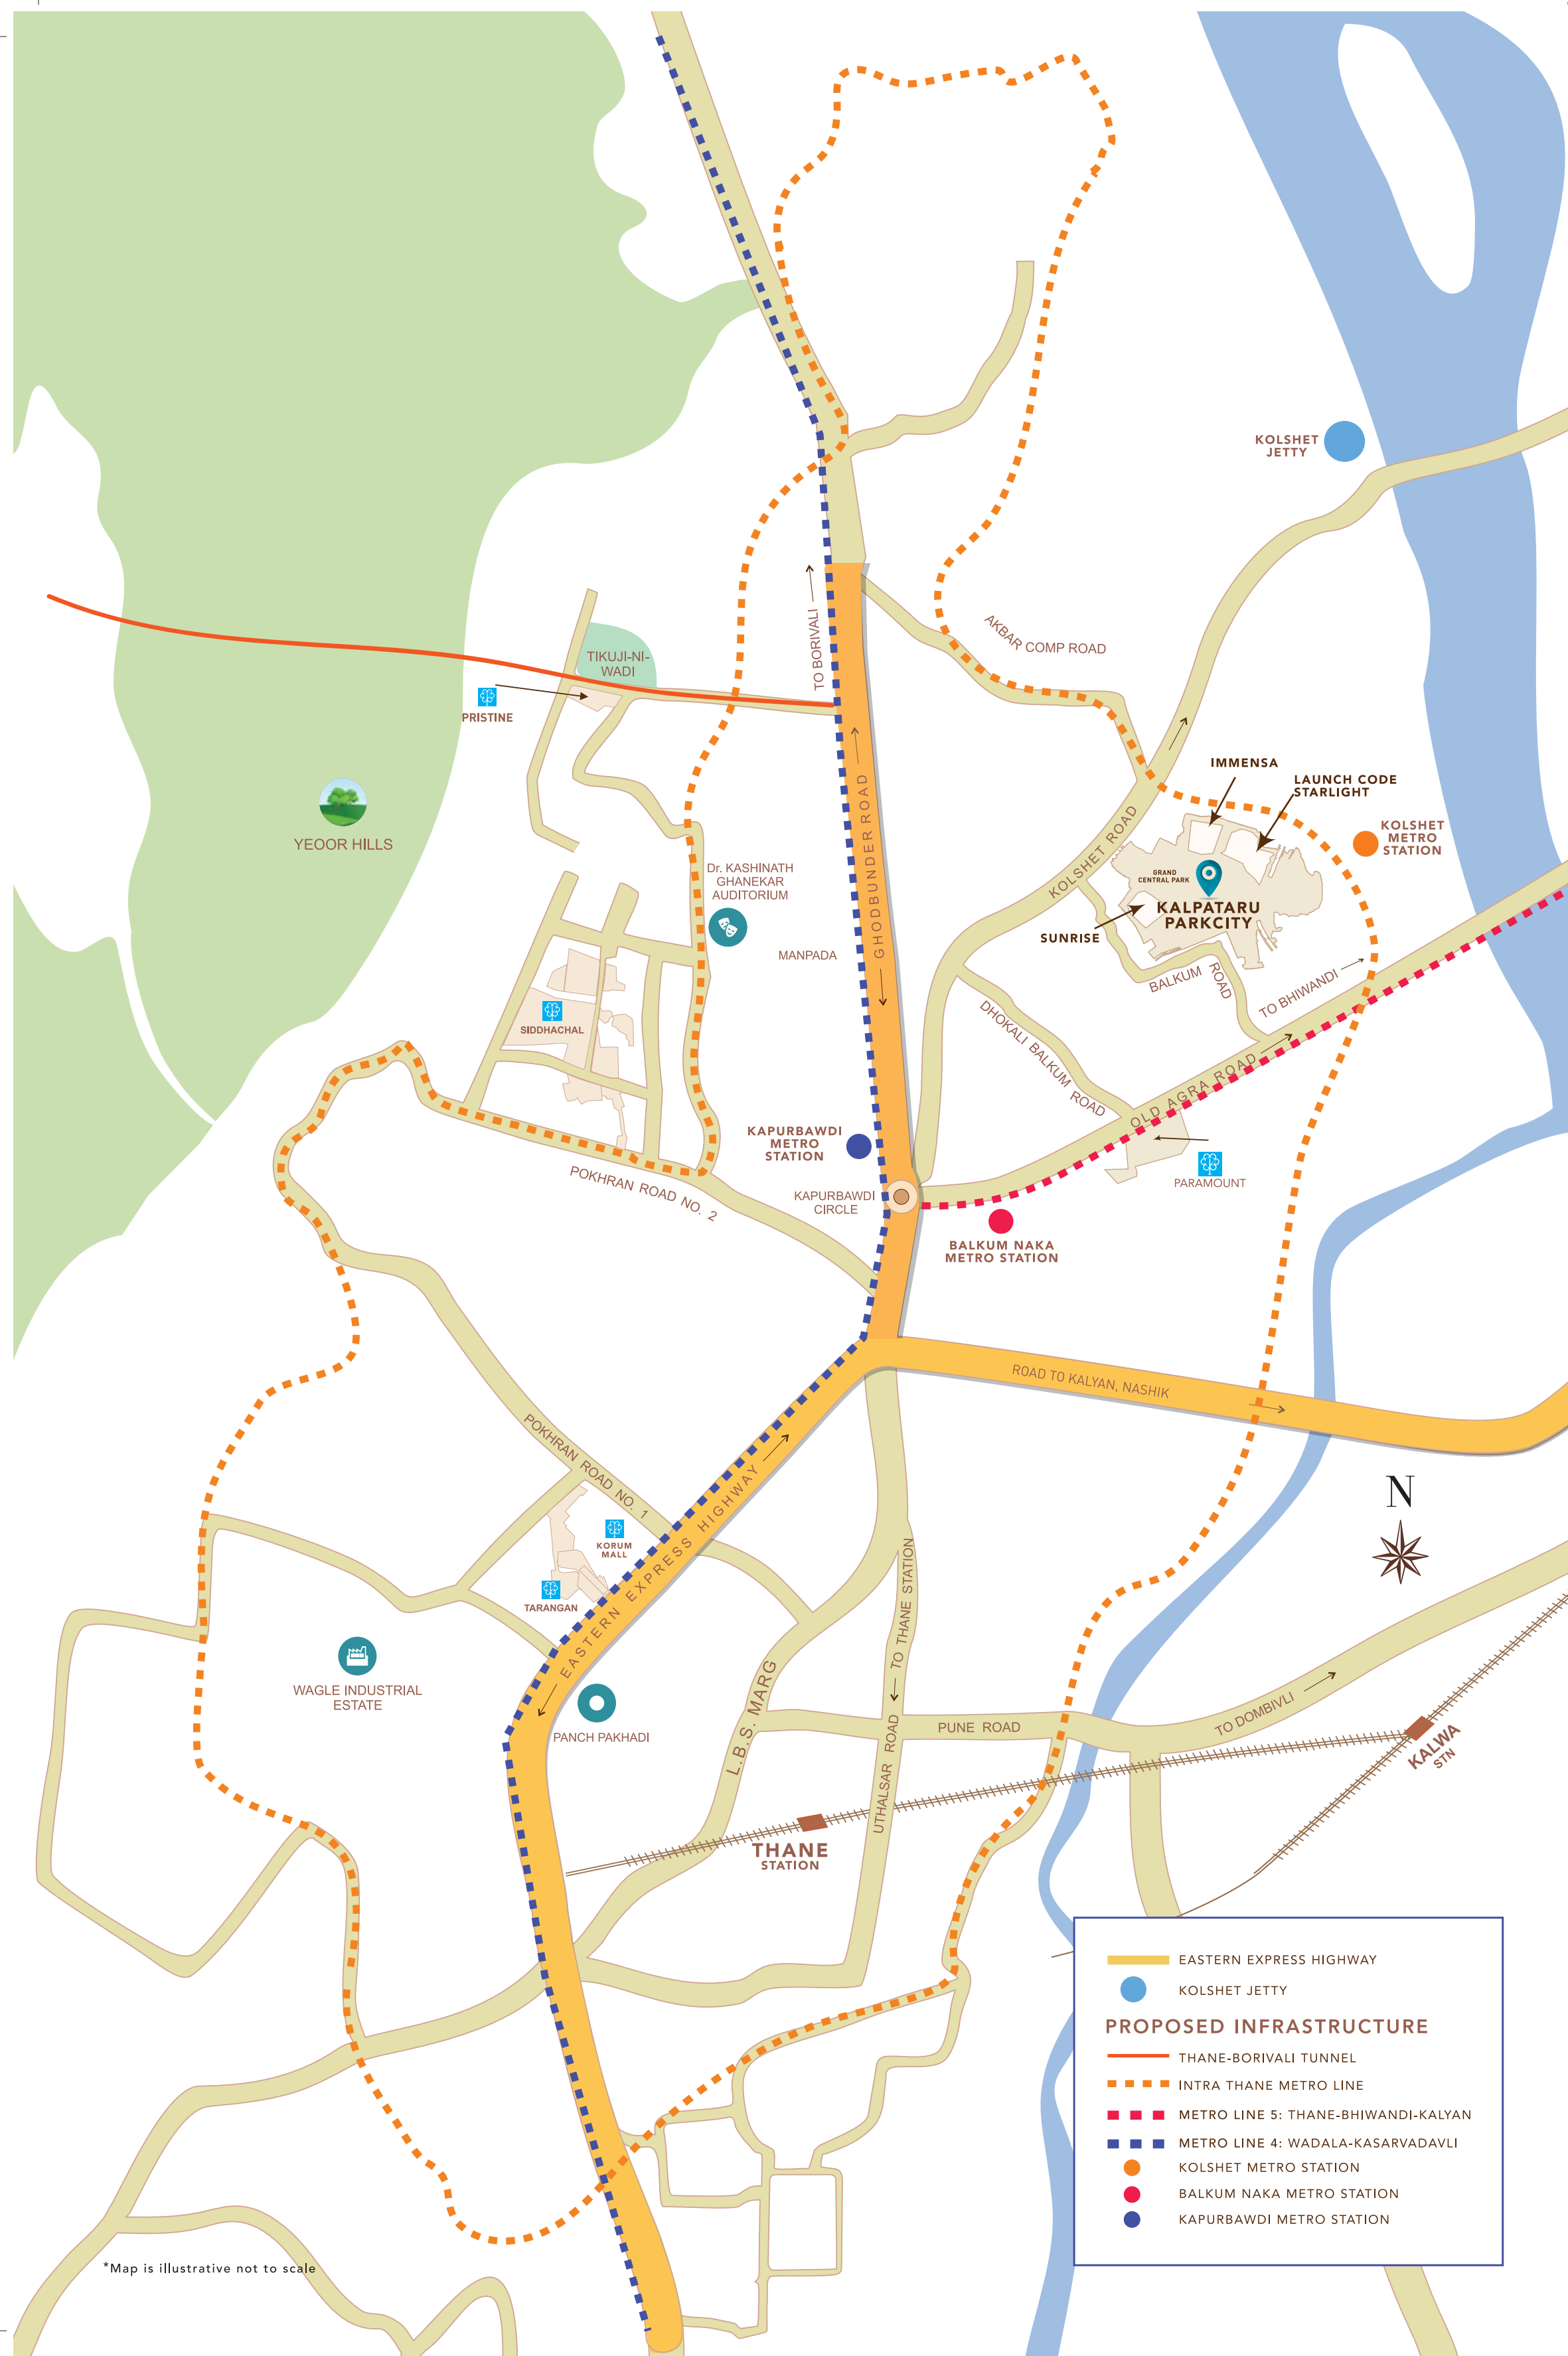 KOLSHET
JETTY
TO BORIVALI
AKBAR COMP ROAD
TIKUJI-NI-
WADI
PRISTINE
YEOOR HILLS
IMMENSA
LAUNCH CODE
STARLIGHT
KOLSHET
METRO
STATION
KOLSHET ROAD
GHODBUNDER ROAD
Dr. KASHINATH
GHANEKAR
AUDITORIUM
GRAND
CENTRAL PARK
KALPATARU
PARKCITY
SUNRISE
MANPADA
BALKUM ROAD
TO BHIWANDI
SIDDHACHAL
DHOKALI BALKUM ROAD
OLD AGRA ROAD
KAPURBAWDI
METRO
STATION
POKHRAN ROAD NO. 2
KAPURBAWDI
CIRCLE
PARAMOUNT
BALKUM NAKA
METRO STATION
ROAD TO KALYAN, NASHIK
POKHRAN ROAD NO. 1
N
KORUM
MALL
TARANGAN
EASTERN EXPRESS HIGHWAY
TO THANE STATION
WAGLE INDUSTRIAL
ESTATE
PANCH PAKHADI
L.B.S. MARG
PUNE ROAD
UTHALSAR ROAD
TO DOMBIVLI
KALWA
STN
THANE
STATION
EASTERN EXPRESS HIGHWAY
KOLSHET JETTY
PROPOSED INFRASTRUCTURE
THANE-BORIVALI TUNNEL
INTRA THANE METRO LINE
METRO LINE 5: THANE-BHIWANDI-KALYAN
METRO LINE 4: WADALA-KASARVADAVLI
KOLSHET METRO STATION
BALKUM NAKA METRO STATION
KAPURBAWDI METRO STATION
*Map is illustrative not to scale